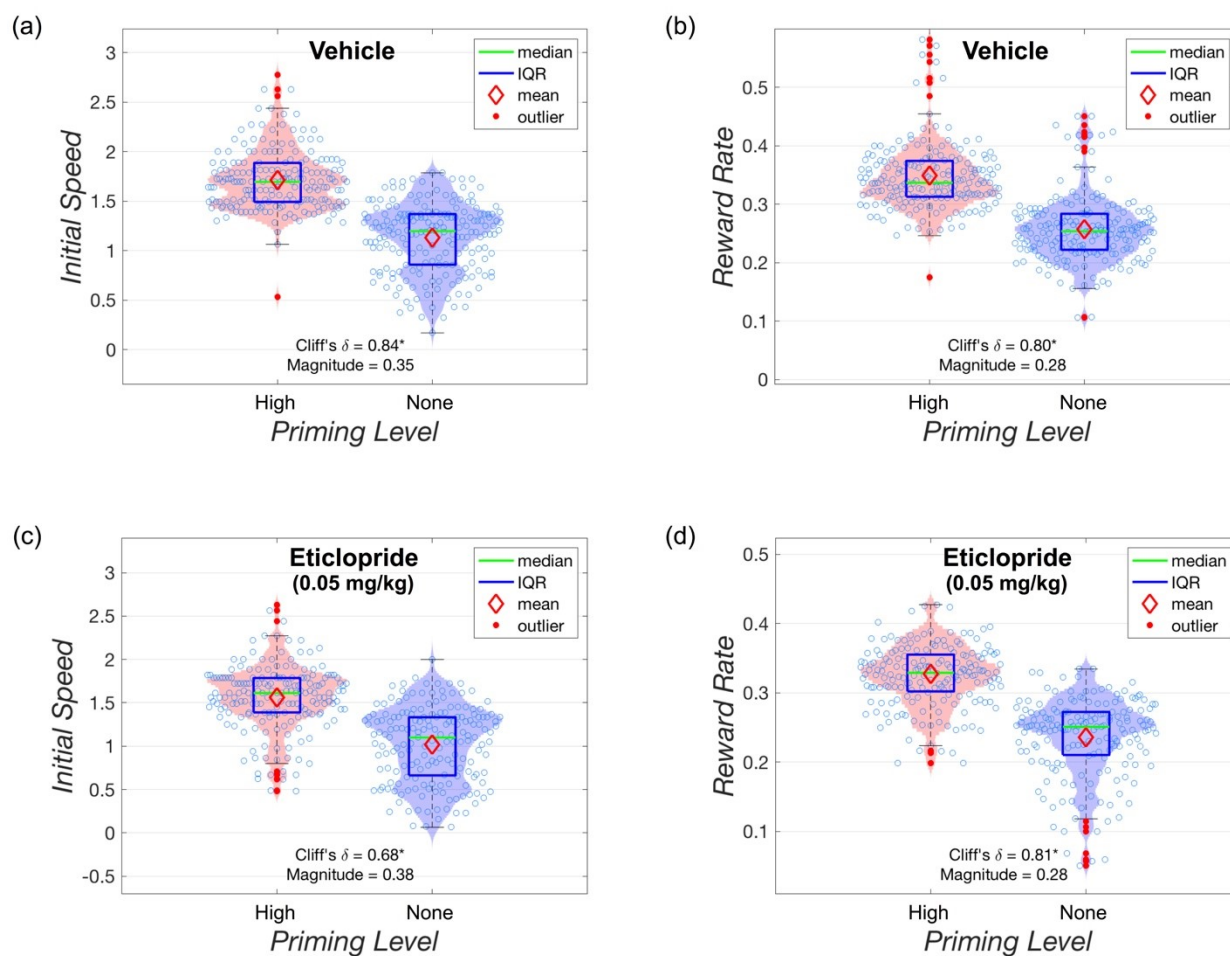 (a)
Vehicle
median
IQR
mean
outlier
3
2.5
2
1.5
1
0.5
0
Initial Speed
Cliff's δ = 0.84*
Magnitude = 0.35
High
None
Priming Level
(b)
Vehicle
median
IQR
mean
outlier
0.5
0.4
0.3
0.2
0.1
0
Reward Rate
Cliff's δ = 0.80*
Magnitude = 0.28
High
None
Priming Level
(c)
Eticlopride
(0.05 mg/kg)
median
IQR
mean
outlier
3
2.5
2
1.5
1
0.5
0
-0.5
Initial Speed
Cliff's δ = 0.68*
Magnitude = 0.38
High
None
Priming Level
(d)
Eticlopride
(0.05 mg/kg)
median
IQR
mean
outlier
0.5
0.4
0.3
0.2
0.1
Reward Rate
Cliff's δ = 0.81*
Magnitude = 0.28
High
None
Priming Level